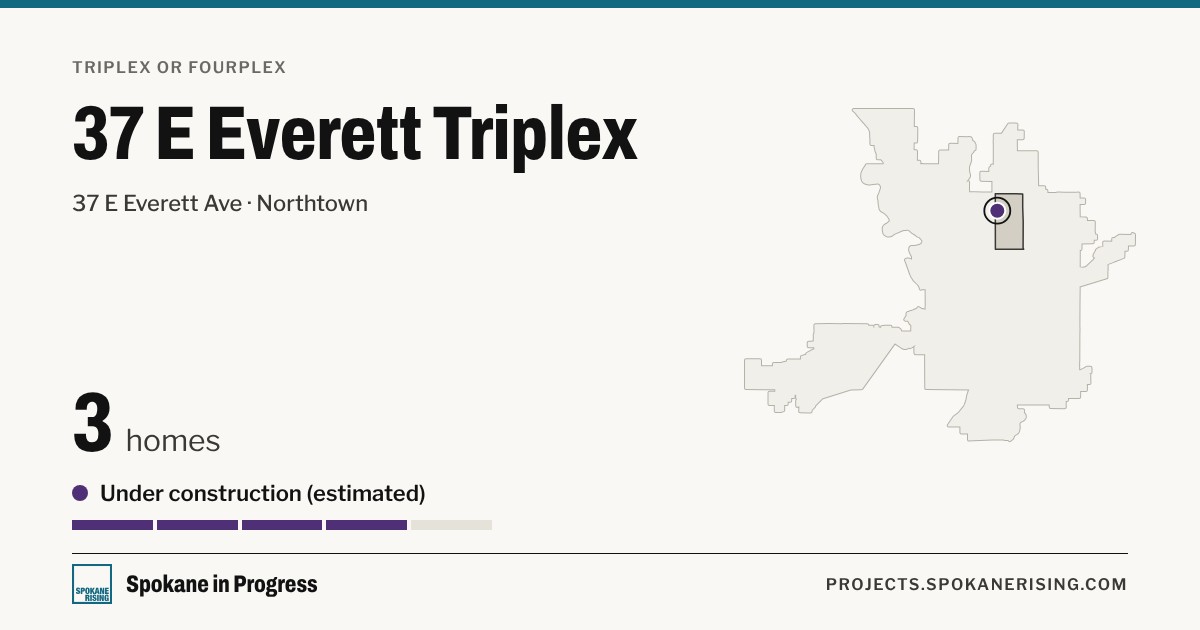 TRIPLEX OR FOURPLEX
37 E Everett Triplex
37 E Everett Ave · Northtown
3 homes
Under construction (estimated)
SPOKANE
RISING
Spokane in Progress
PROJECTS.SPOKANERISING.COM